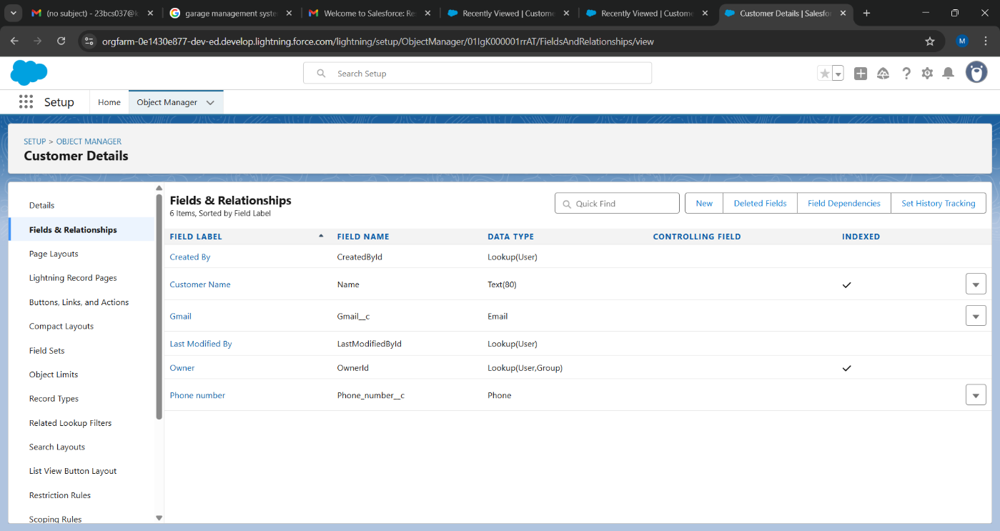 (no subject) - 23bcs037@k
garage management syste
Welcome to Salesforce: Re
Recently Viewed | Custome
Recently Viewed | Custome
Customer Details | Salesfor
orgfarm-0e1430e877-dev-ed.develop.lightning.force.com/lightning/setup/ObjectManager/01IgK000001rrAT/FieldsAndRelationships/view
M
Search Setup
Setup
Home
Object Manager
SETUP > OBJECT MANAGER
Customer Details
Details
Fields & Relationships
Page Layouts
Lightning Record Pages
Buttons, Links, and Actions
Compact Layouts
Field Sets
Object Limits
Record Types
Related Lookup Filters
Search Layouts
List View Button Layout
Restriction Rules
Scoping Rules
Fields & Relationships
6 Items, Sorted by Field Label
Quick Find
New
Deleted Fields
Field Dependencies
Set History Tracking
FIELD LABEL FIELD NAME DATA TYPE CONTROLLING FIELD INDEXED
Created By CreatedById Lookup(User)
Customer Name Name Text(80)
Gmail Gmail__c Email
Last Modified By LastModifiedById Lookup(User)
Owner OwnerId Lookup(User,Group)
Phone number Phone_number__c Phone